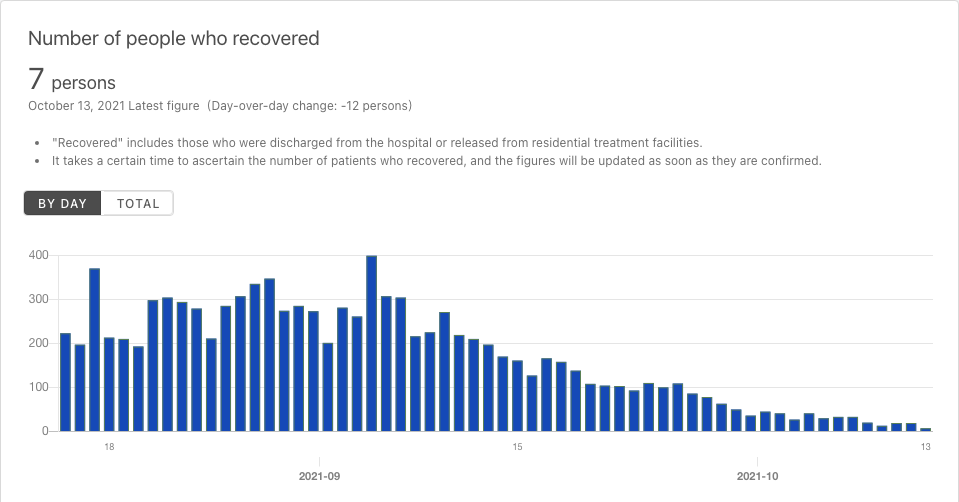 Number of people who recovered
7 persons
October 13, 2021 Latest figure (Day-over-day change: -12 persons)
• "Recovered" includes those who were discharged from the hospital or released from residential treatment facilities.
• It takes a certain time to ascertain the number of patients who recovered, and the figures will be updated as soon as they are confirmed.
BY DAY TOTAL
400
300
200
100
0
18 15 13
2021-09 2021-10